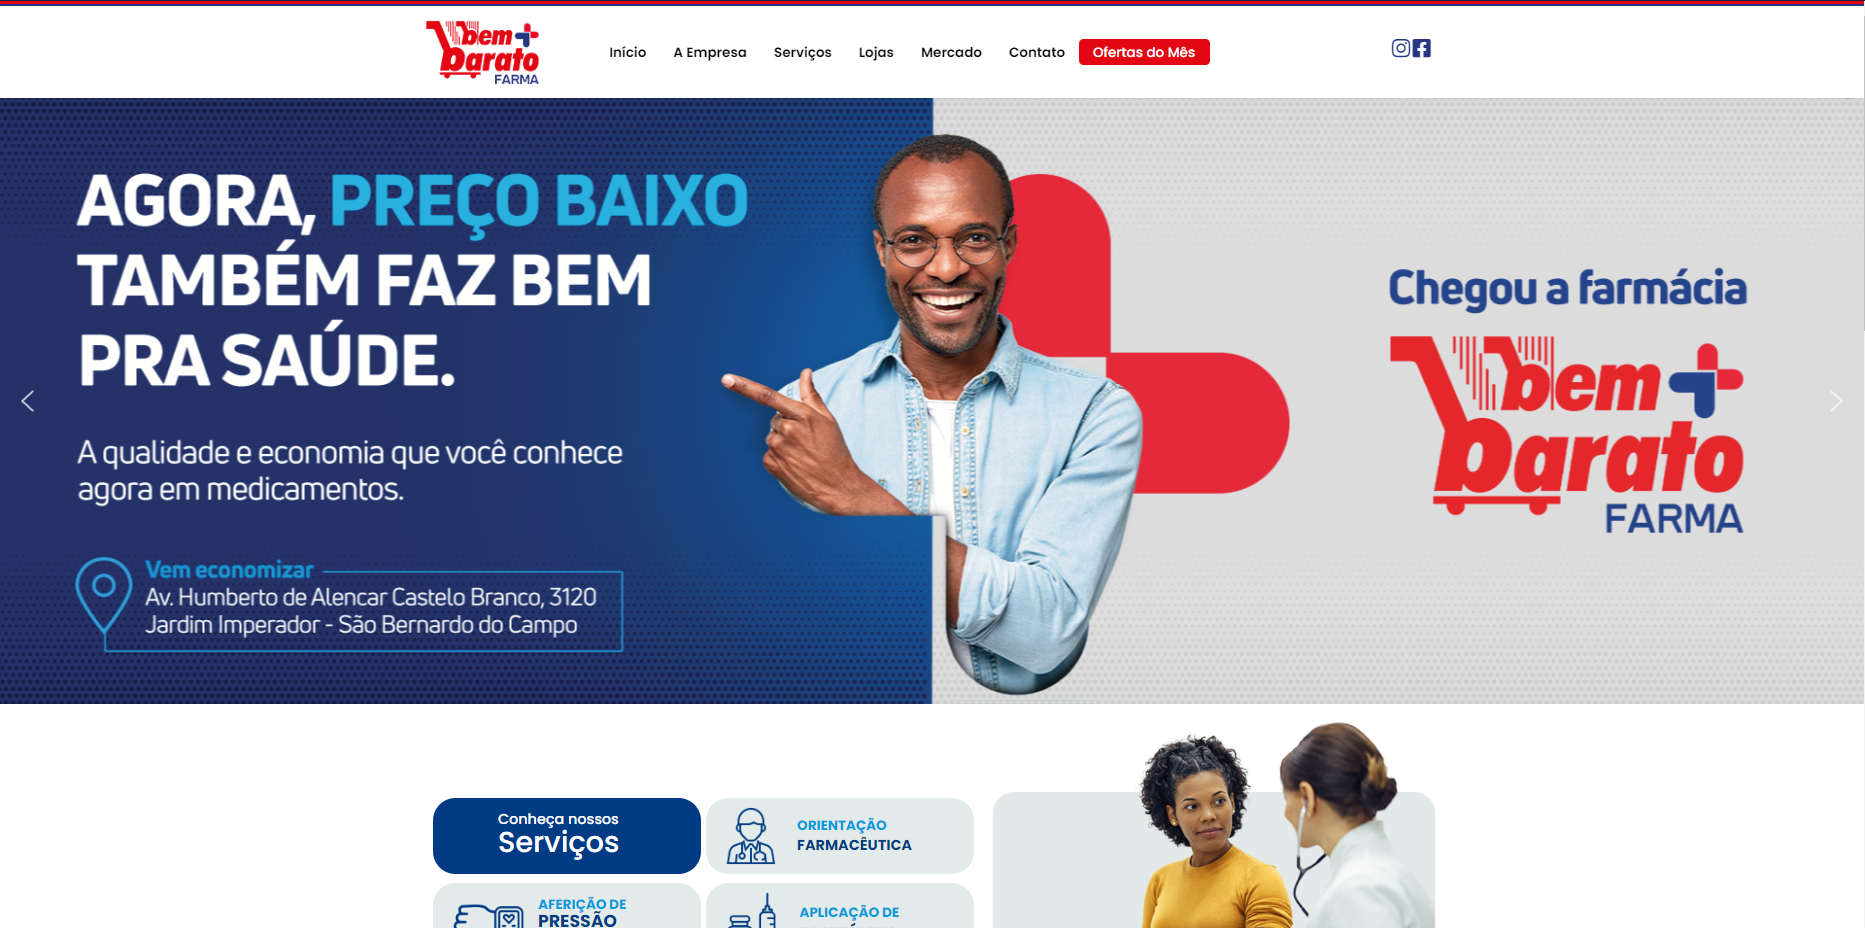 bem
barato
FARMA
Início
A Empresa
Serviços
Lojas
Mercado
Contato
Ofertas do Mês
AGORA, PREÇO BAIXO
TAMBÉM FAZ BEM
PRA SAÚDE.
A qualidade e economia que você conhece
agora em medicamentos.
Vem economizar
Av. Humberto de Alencar Castelo Branco, 3120
Jardim Imperador - São Bernardo do Campo
Chegou a farmácia
bem
barato
FARMA
Conheça nossos
Serviços
ORIENTAÇÃO
FARMACÊUTICA
AFERIÇÃO DE
PRESSÃO
APLICAÇÃO DE